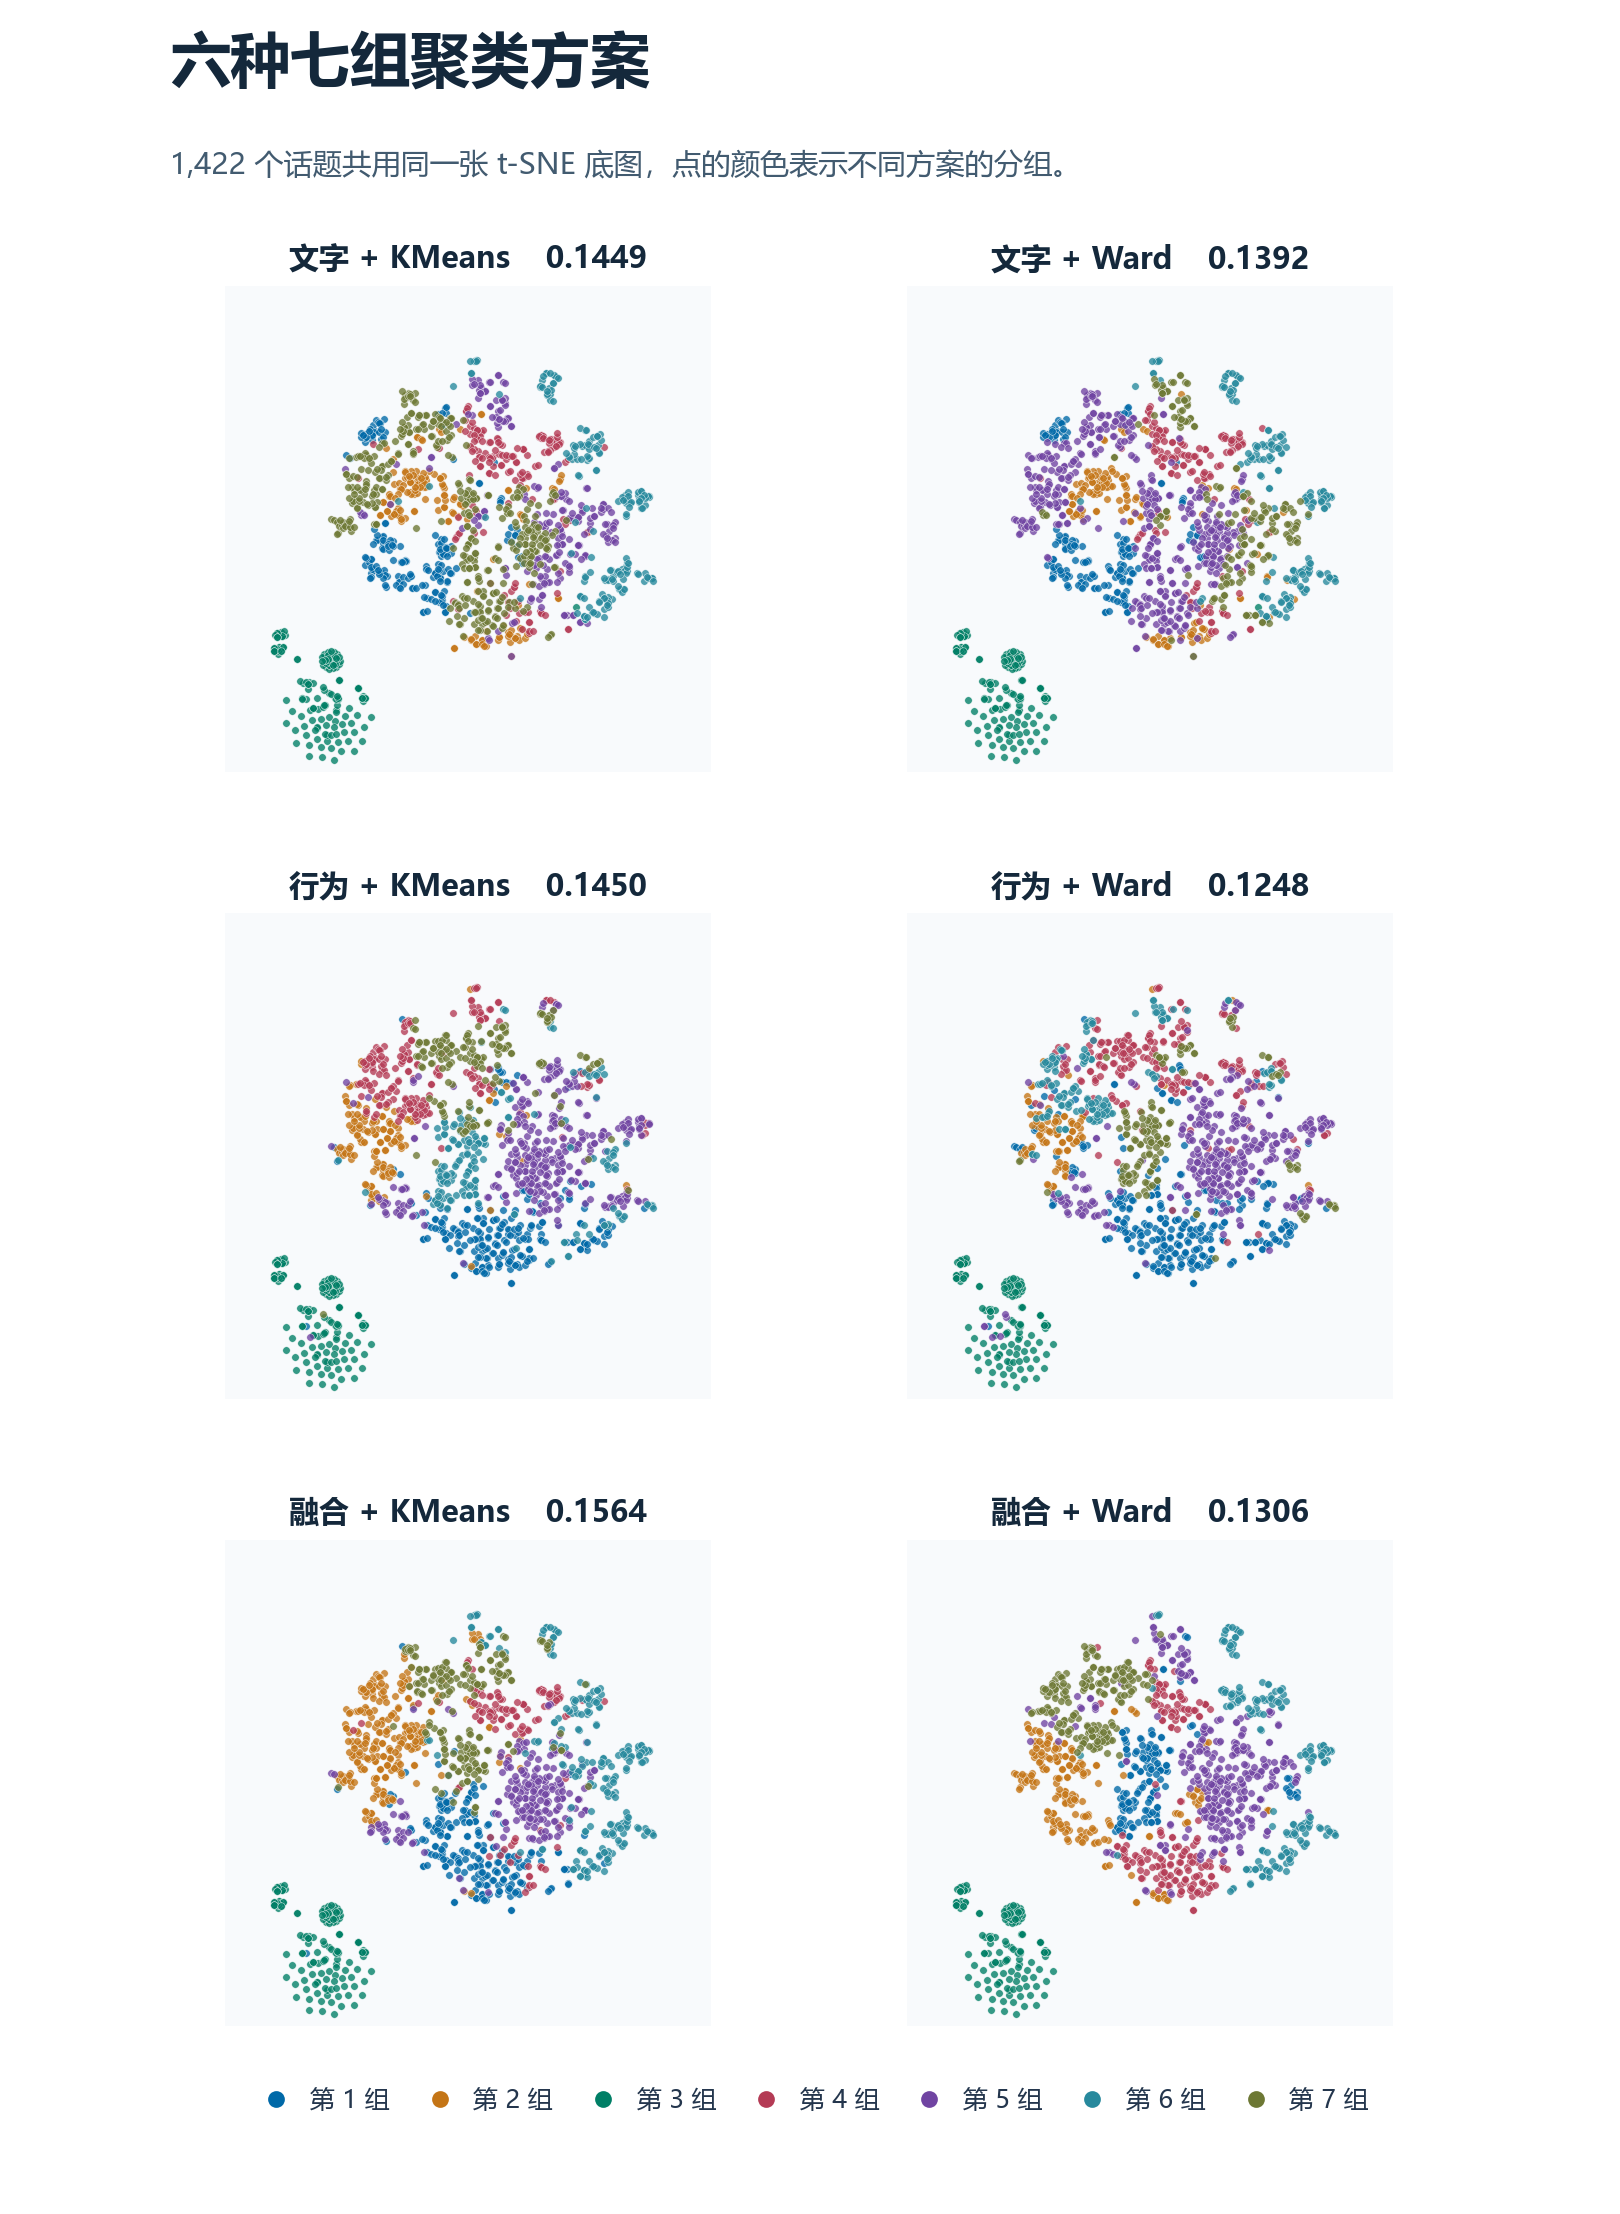 六种七组聚类方案
1,422 个话题共用同一张 t-SNE 底图，点的颜色表示不同方案的分组。
文字 + KMeans 0.1449
文字 + Ward 0.1392
行为 + KMeans 0.1450
行为 + Ward 0.1248
融合 + KMeans 0.1564
融合 + Ward 0.1306
第 1 组 第 2 组 第 3 组 第 4 组 第 5 组 第 6 组 第 7 组